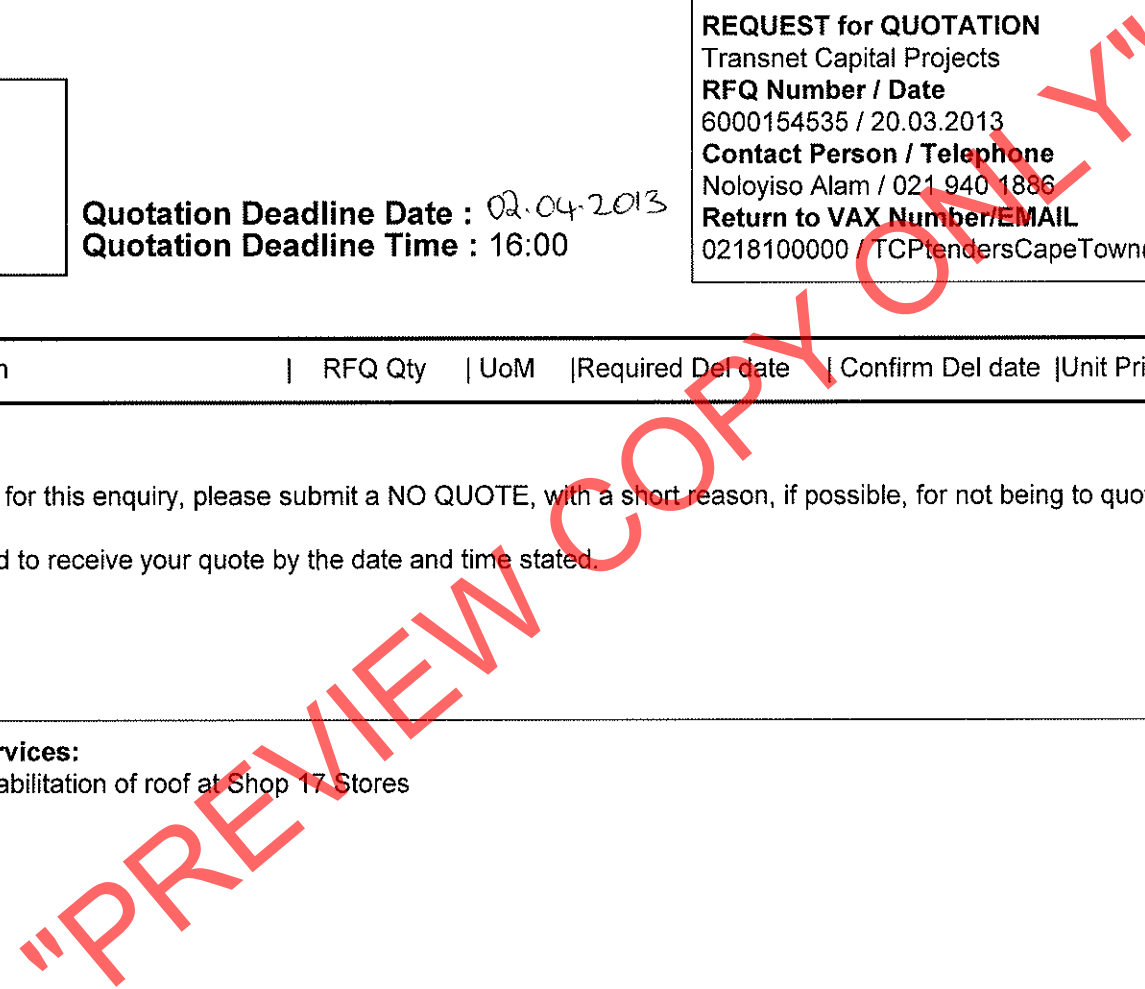 REQUEST for QUOTATION
Transnet Capital Projects
RFQ Number / Date
6000154535 / 20.03.2013
Contact Person / Telephone
Noloyiso Alam / 021 940 1886
Return to VAX Number/EMAIL
0218100000 / TCPtendersCapeTown
Quotation Deadline Date : 02.04.2013
Quotation Deadline Time : 16:00
n | RFQ Qty | UoM |Required Del date | Confirm Del date |Unit Pri
for this enquiry, please submit a NO QUOTE, with a short reason, if possible, for not being to quo
d to receive your quote by the date and time stated.
rvices:
abilitation of roof at Shop 17 Stores
"PREVIEW COPY ONLY"